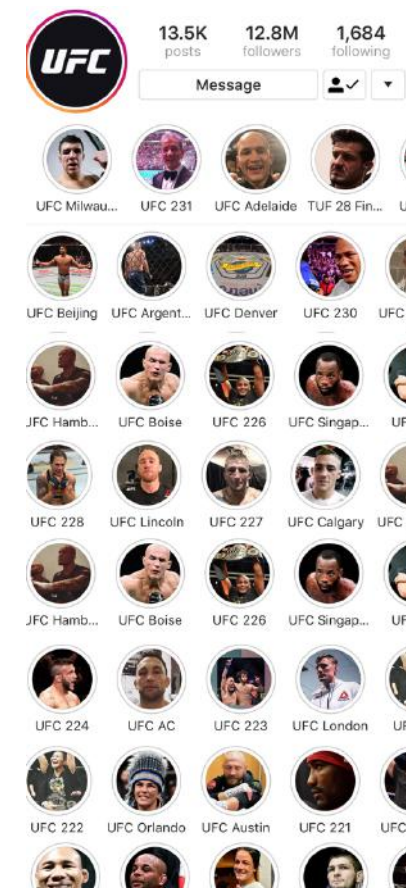 UFC
13.5K 12.8M 1,684
posts followers following
Message
UFC Milwau... UFC 231 UFC Adelaide TUF 28 Fin... U
UFC Beijing UFC Argent... UFC Denver UFC 230 UFC
UFC Hamb... UFC Boise UFC 226 UFC Singap... UF
UFC 228 UFC Lincoln UFC 227 UFC Calgary UFC
UFC Hamb... UFC Boise UFC 226 UFC Singap... UF
UFC 224 UFC AC UFC 223 UFC London UF
UFC 222 UFC Orlando UFC Austin UFC 221 UFC